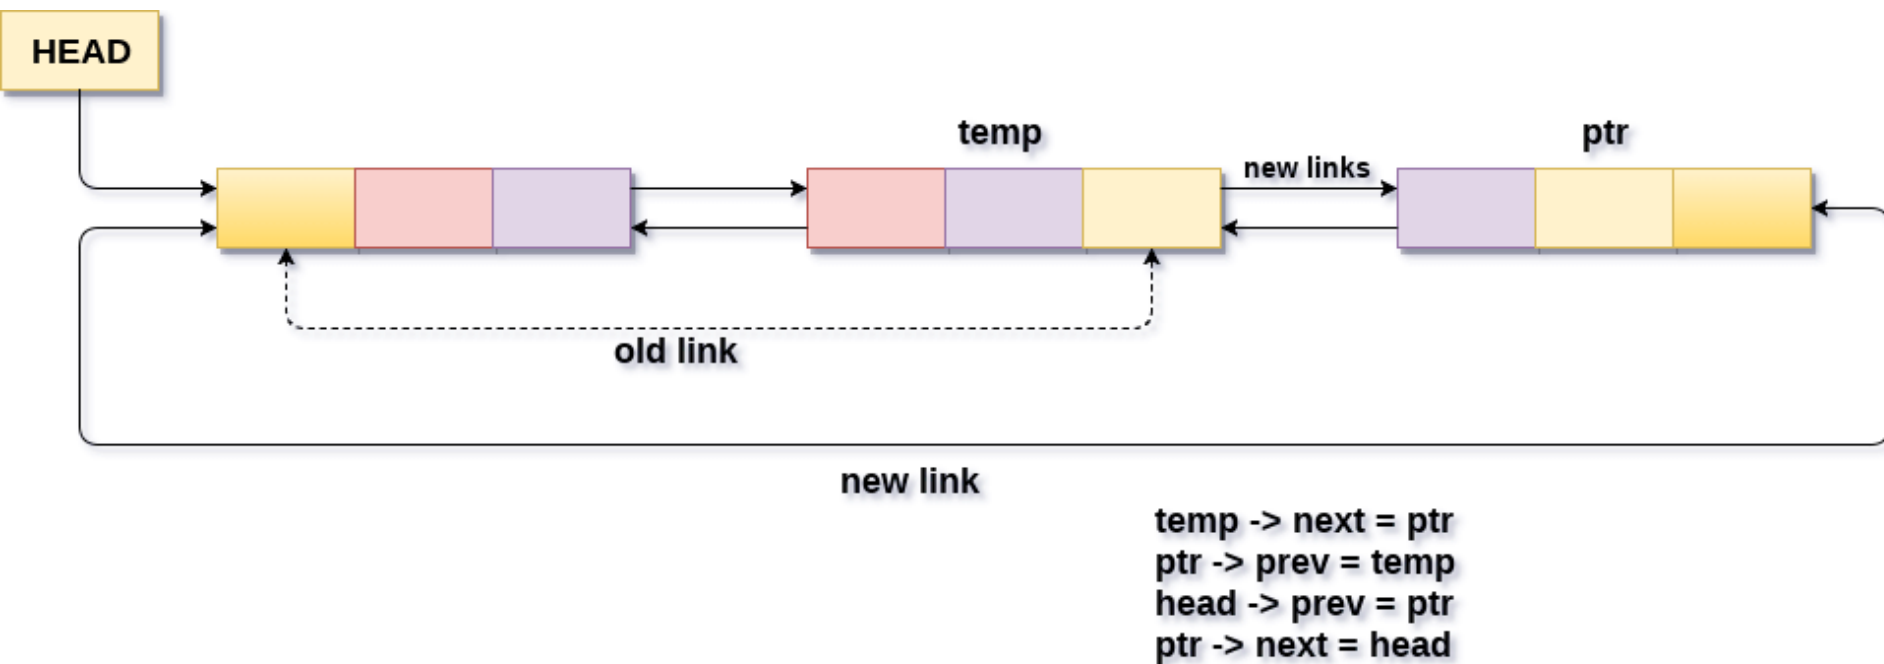 HEAD
temp
ptr
new links
old link
new link
temp -> next = ptr
ptr -> prev = temp
head -> prev = ptr
ptr -> next = head